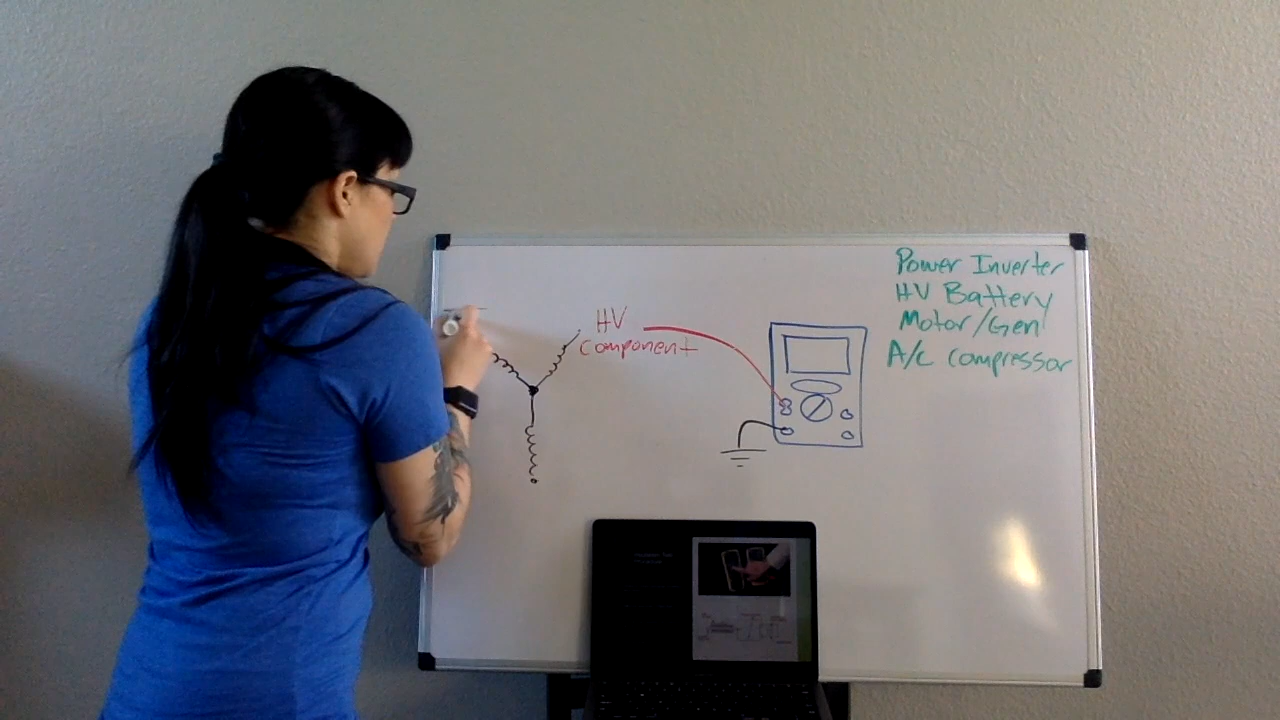 Power Inverter
HV Battery
Motor/Gen
A/C compressor
HV
component